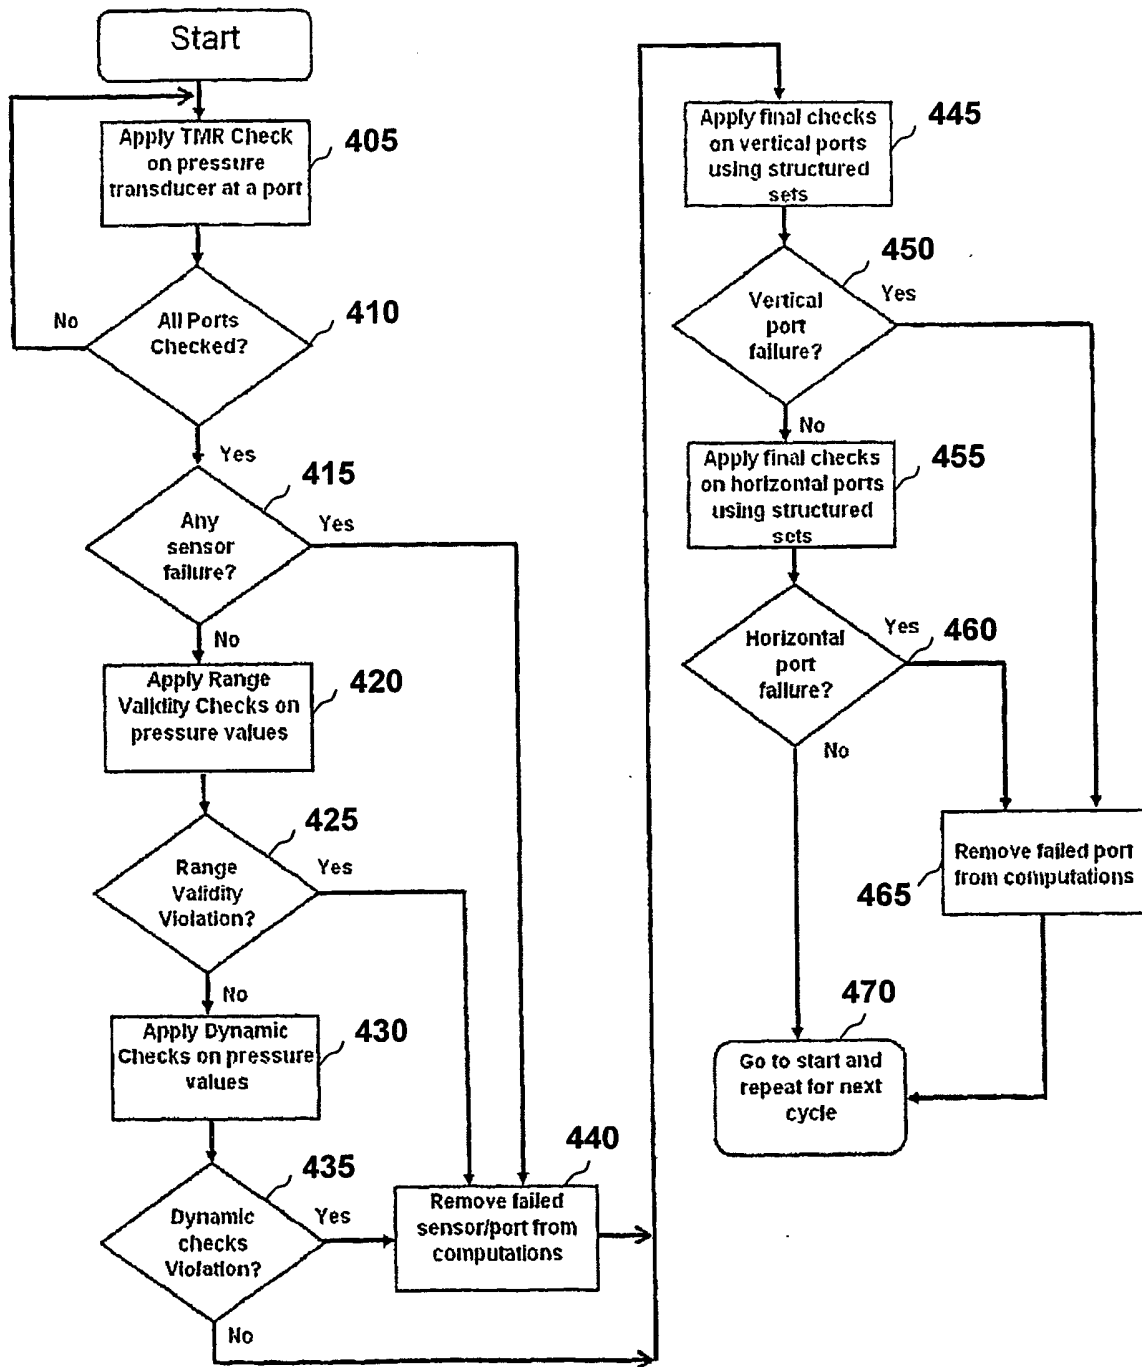 Start
Apply TMR Check
on pressure
transducer at a port
405
All Ports
Checked?
410
No
Yes
415
Any
sensor
failure?
Yes
No
Apply Range
Validity Checks on
pressure values
420
425
Range
Validity
Violation?
Yes
No
Apply Dynamic
Checks on pressure
values
430
435
Dynamic
checks
Violation?
Yes
No
440
Remove failed
sensor/port from
computations
Apply final checks
on vertical ports
using structured
sets
445
450
Vertical
port
failure?
Yes
No
Apply final checks
on horizontal ports
using structured
sets
455
Horizontal
port
failure?
Yes
460
No
Remove failed port
from computations
465
470
Go to start and
repeat for next
cycle